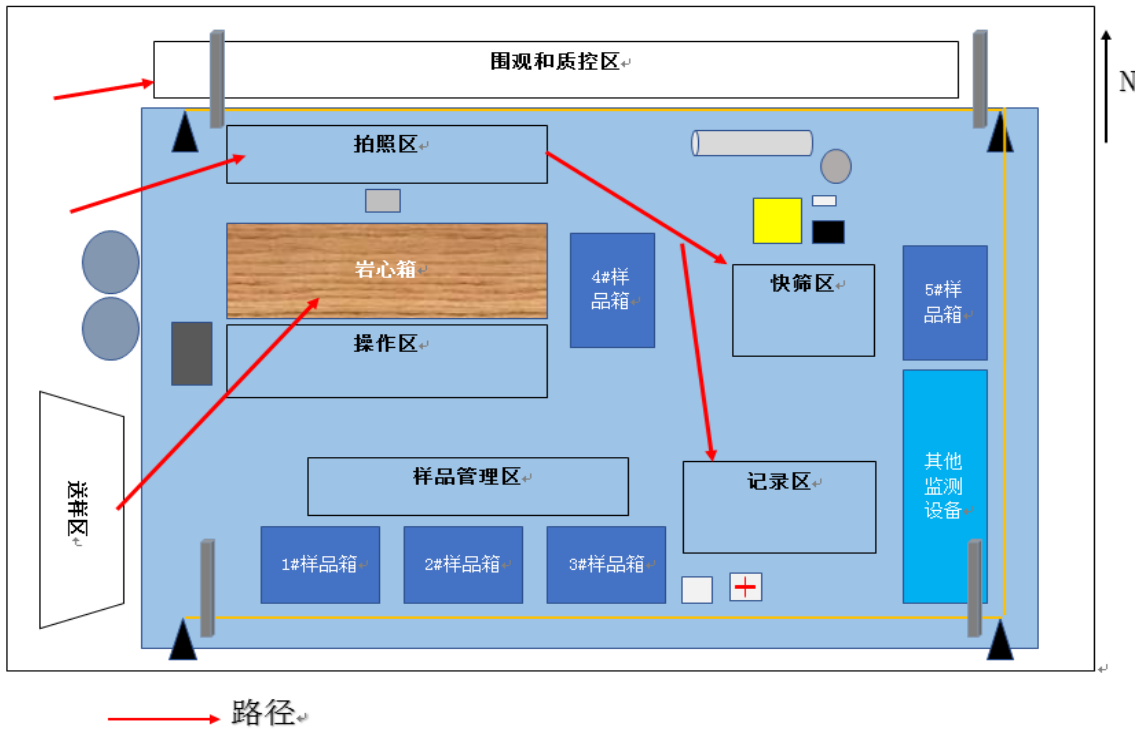 围观和质控区
N
拍照区
岩心箱
4#样
品箱
快筛区
5#样
品箱
操作区
其他
监测
设备
样品管理区
记录区
送样区
1#样品箱
2#样品箱
3#样品箱
路径